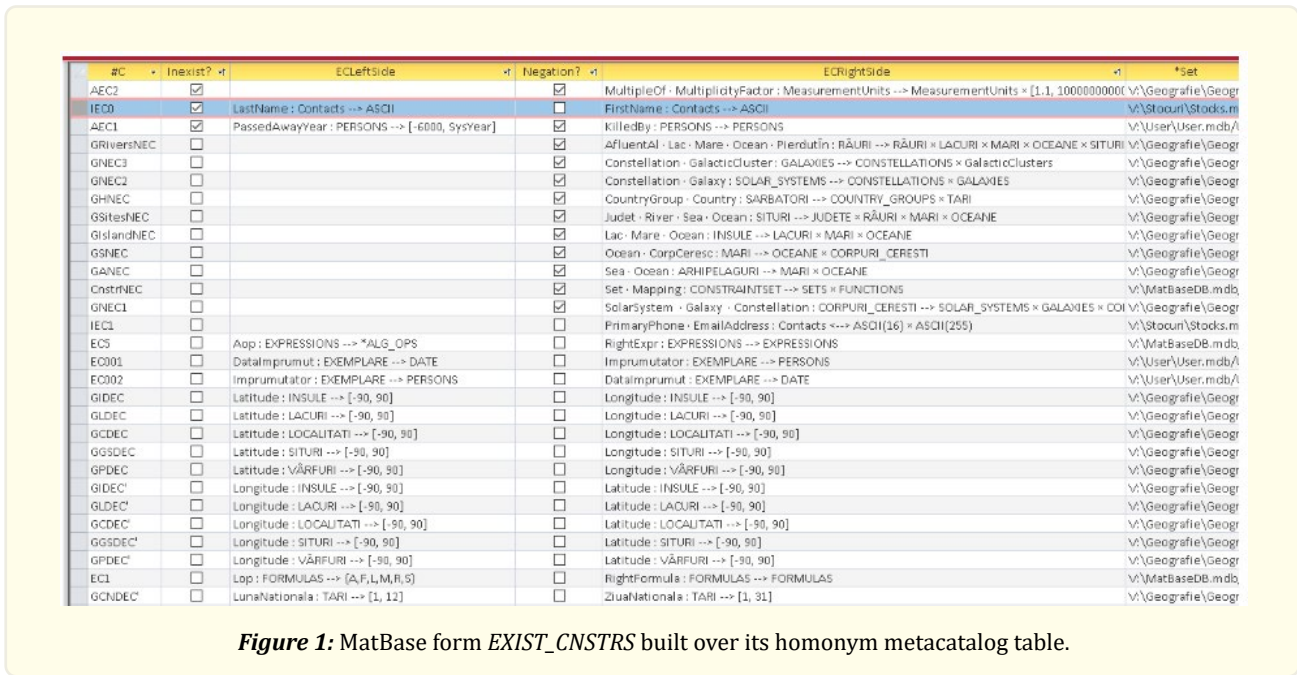 #C Inexist? ECLeftSide Negation? ECRightSide *Set
AEC2 MultipleOf · MultiplicityFactor : MeasurementUnits --> MeasurementUnits × [1.1, V:\Geografie\Geogr
IEC0 LastName : Contacts --> ASCII FirstName : Contacts --> ASCII V:\Stocuri\Stocks.m
AEC1 PassedAwayYear : PERSONS --> [-6000, SysYear] KilledBy : PERSONS --> PERSONS V:\User\User.mdb/
GRiversNEC AfluentAl · Lac · Mare · Ocean · PierdutÎn : RÂURI --> RÂURI × LACURI × MARI × OCEANE × SITURI V:\Geografie\Geogr
GNEC3 Constellation · GalacticCluster : GALAXIES --> CONSTELLATIONS × GalacticClusters V:\Geografie\Geogr
GNEC2 Constellation · Galaxy : SOLAR_SYSTEMS --> CONSTELLATIONS × GALAXIES V:\Geografie\Geogr
GHNEC CountryGroup · Country : SARBATORI --> COUNTRY_GROUPS × TARI V:\Geografie\Geogr
GSitesNEC Judet · River · Sea · Ocean : SITURI --> JUDETE × RÂURI × MARI × OCEANE V:\Geografie\Geogr
GIslandNEC Lac · Mare · Ocean : INSULE --> LACURI × MARI × OCEANE V:\Geografie\Geogr
GSNEC Ocean · CorpCeresc : MARI --> OCEANE × CORPURI_CERESTI V:\Geografie\Geogr
GANEC Sea · Ocean : ARHIPELAGURI --> MARI × OCEANE V:\Geografie\Geogr
CnstrNEC Set · Mapping : CONSTRAINTSET --> SETS × FUNCTIONS V:\MatBaseDB.mdb,
GNEC1 SolarSystem · Galaxy · Constellation : CORPURI_CERESTI --> SOLAR_SYSTEMS × GALAXIES × COI V:\Geografie\Geogr
IEC1 PrimaryPhone · EmailAddress : Contacts <--> ASCII(16) × ASCII(255) V:\Stocuri\Stocks.m
EC5 Aop : EXPRESSIONS --> *ALG_OPS RightExpr : EXPRESSIONS --> EXPRESSIONS V:\MatBaseDB.mdb,
EC001 DataImprumut : EXEMPLARE --> DATE Imprumutator : EXEMPLARE --> PERSONS V:\User\User.mdb/
EC002 Imprumutator : EXEMPLARE --> PERSONS DataImprumut : EXEMPLARE --> DATE V:\User\User.mdb/
GIDEC Latitude : INSULE --> [-90, 90] Longitude : INSULE --> [-90, 90] V:\Geografie\Geogr
GLDEC Latitude : LACURI --> [-90, 90] Longitude : LACURI --> [-90, 90] V:\Geografie\Geogr
GCDEC Latitude : LOCALITATI --> [-90, 90] Longitude : LOCALITATI --> [-90, 90] V:\Geografie\Geogr
GGSDEC Latitude : SITURI --> [-90, 90] Longitude : SITURI --> [-90, 90] V:\Geografie\Geogr
GPDEC Latitude : VÂRFURI --> [-90, 90] Longitude : VÂRFURI --> [-90, 90] V:\Geografie\Geogr
GIDEC' Longitude : INSULE --> [-90, 90] Latitude : INSULE --> [-90, 90] V:\Geografie\Geogr
GLDEC' Longitude : LACURI --> [-90, 90] Latitude : LACURI --> [-90, 90] V:\Geografie\Geogr
GCDEC' Longitude : LOCALITATI --> [-90, 90] Latitude : LOCALITATI --> [-90, 90] V:\Geografie\Geogr
GGSDEC' Longitude : SITURI --> [-90, 90] Latitude : SITURI --> [-90, 90] V:\Geografie\Geogr
GPDEC' Longitude : VÂRFURI --> [-90, 90] Latitude : VÂRFURI --> [-90, 90] V:\Geografie\Geogr
EC1 Lop : FORMULAS --> {A,F,L,M,R,S} RightFormula : FORMULAS --> FORMULAS V:\MatBaseDB.mdb,
GCNDEC' LunaNationala : TARI --> [1, 12] ZiuaNationala : TARI --> [1, 31] V:\Geografie\Geogr
Figure 1: MatBase form EXIST_CNSTRS built over its homonym metacatalog table.